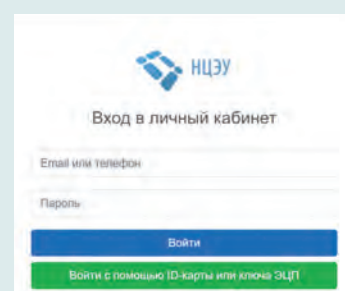 НЦЭУ
Вход в личный кабинет
Email или телефон
Пароль
Войти
Войти с помощью ID-карты или ключа ЭЦП